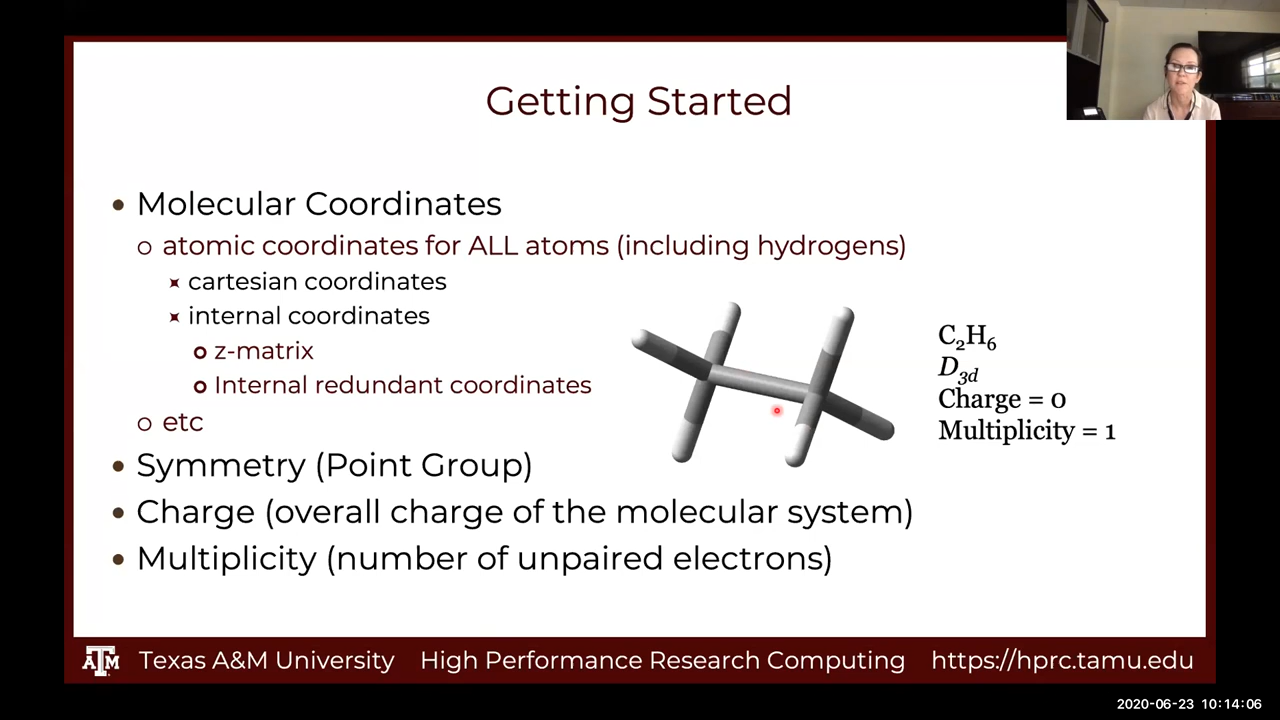 Getting Started
• Molecular Coordinates
o atomic coordinates for ALL atoms (including hydrogens)
cartesian coordinates
internal coordinates
o z-matrix
o Internal redundant coordinates
o etc
• Symmetry (Point Group)
• Charge (overall charge of the molecular system)
• Multiplicity (number of unpaired electrons)
C₂H₆
D₃d
Charge = 0
Multiplicity = 1
ATM Texas A&M University High Performance Research Computing https://hprc.tamu.edu
2020-06-23 10:14:06